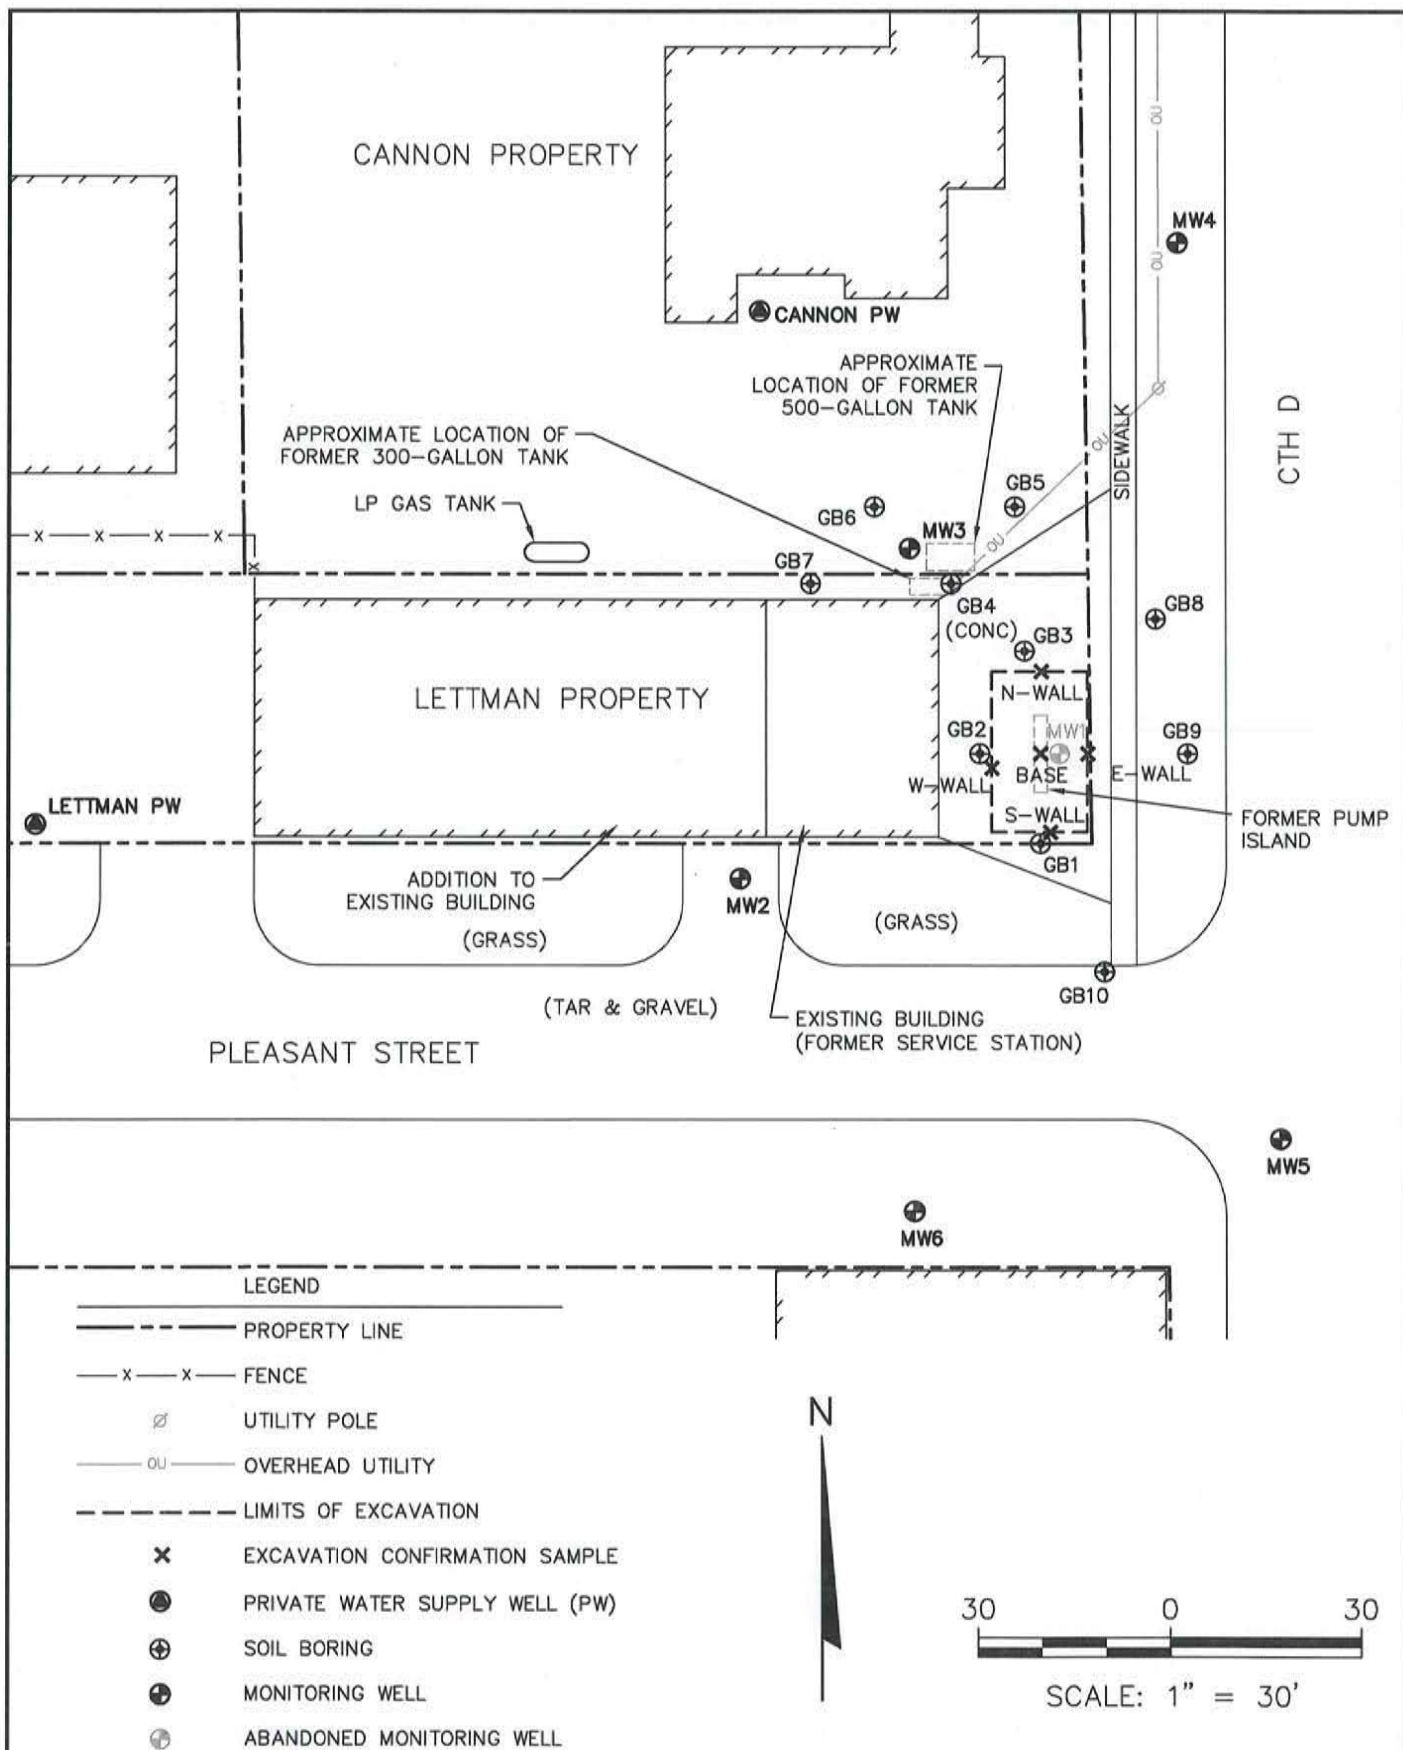 CANNON PROPERTY
OU
MW4
OU
CANNON PW
APPROXIMATE
LOCATION OF FORMER
500-GALLON TANK
CTH D
SIDEWALK
OU
APPROXIMATE LOCATION OF
FORMER 300-GALLON TANK
LP GAS TANK
GB5
GB6
MW3
X X X X
OU
GB7
X
GB4
(CONC)
GB8
GB3
LETTMAN PROPERTY
N-WALL
GB2
MW1
GB9
W-WALL
BASE
E-WALL
LETTMAN PW
S-WALL
FORMER PUMP
ISLAND
GB1
ADDITION TO
EXISTING BUILDING
MW2
(GRASS)
(GRASS)
GB10
(TAR & GRAVEL)
EXISTING BUILDING
(FORMER SERVICE STATION)
PLEASANT STREET
MW5
MW6
LEGEND
PROPERTY LINE
X X FENCE
UTILITY POLE
OU OVERHEAD UTILITY
LIMITS OF EXCAVATION
EXCAVATION CONFIRMATION SAMPLE
PRIVATE WATER SUPPLY WELL (PW)
SOIL BORING
MONITORING WELL
ABANDONED MONITORING WELL
N
30 0 30
SCALE: 1" = 30'